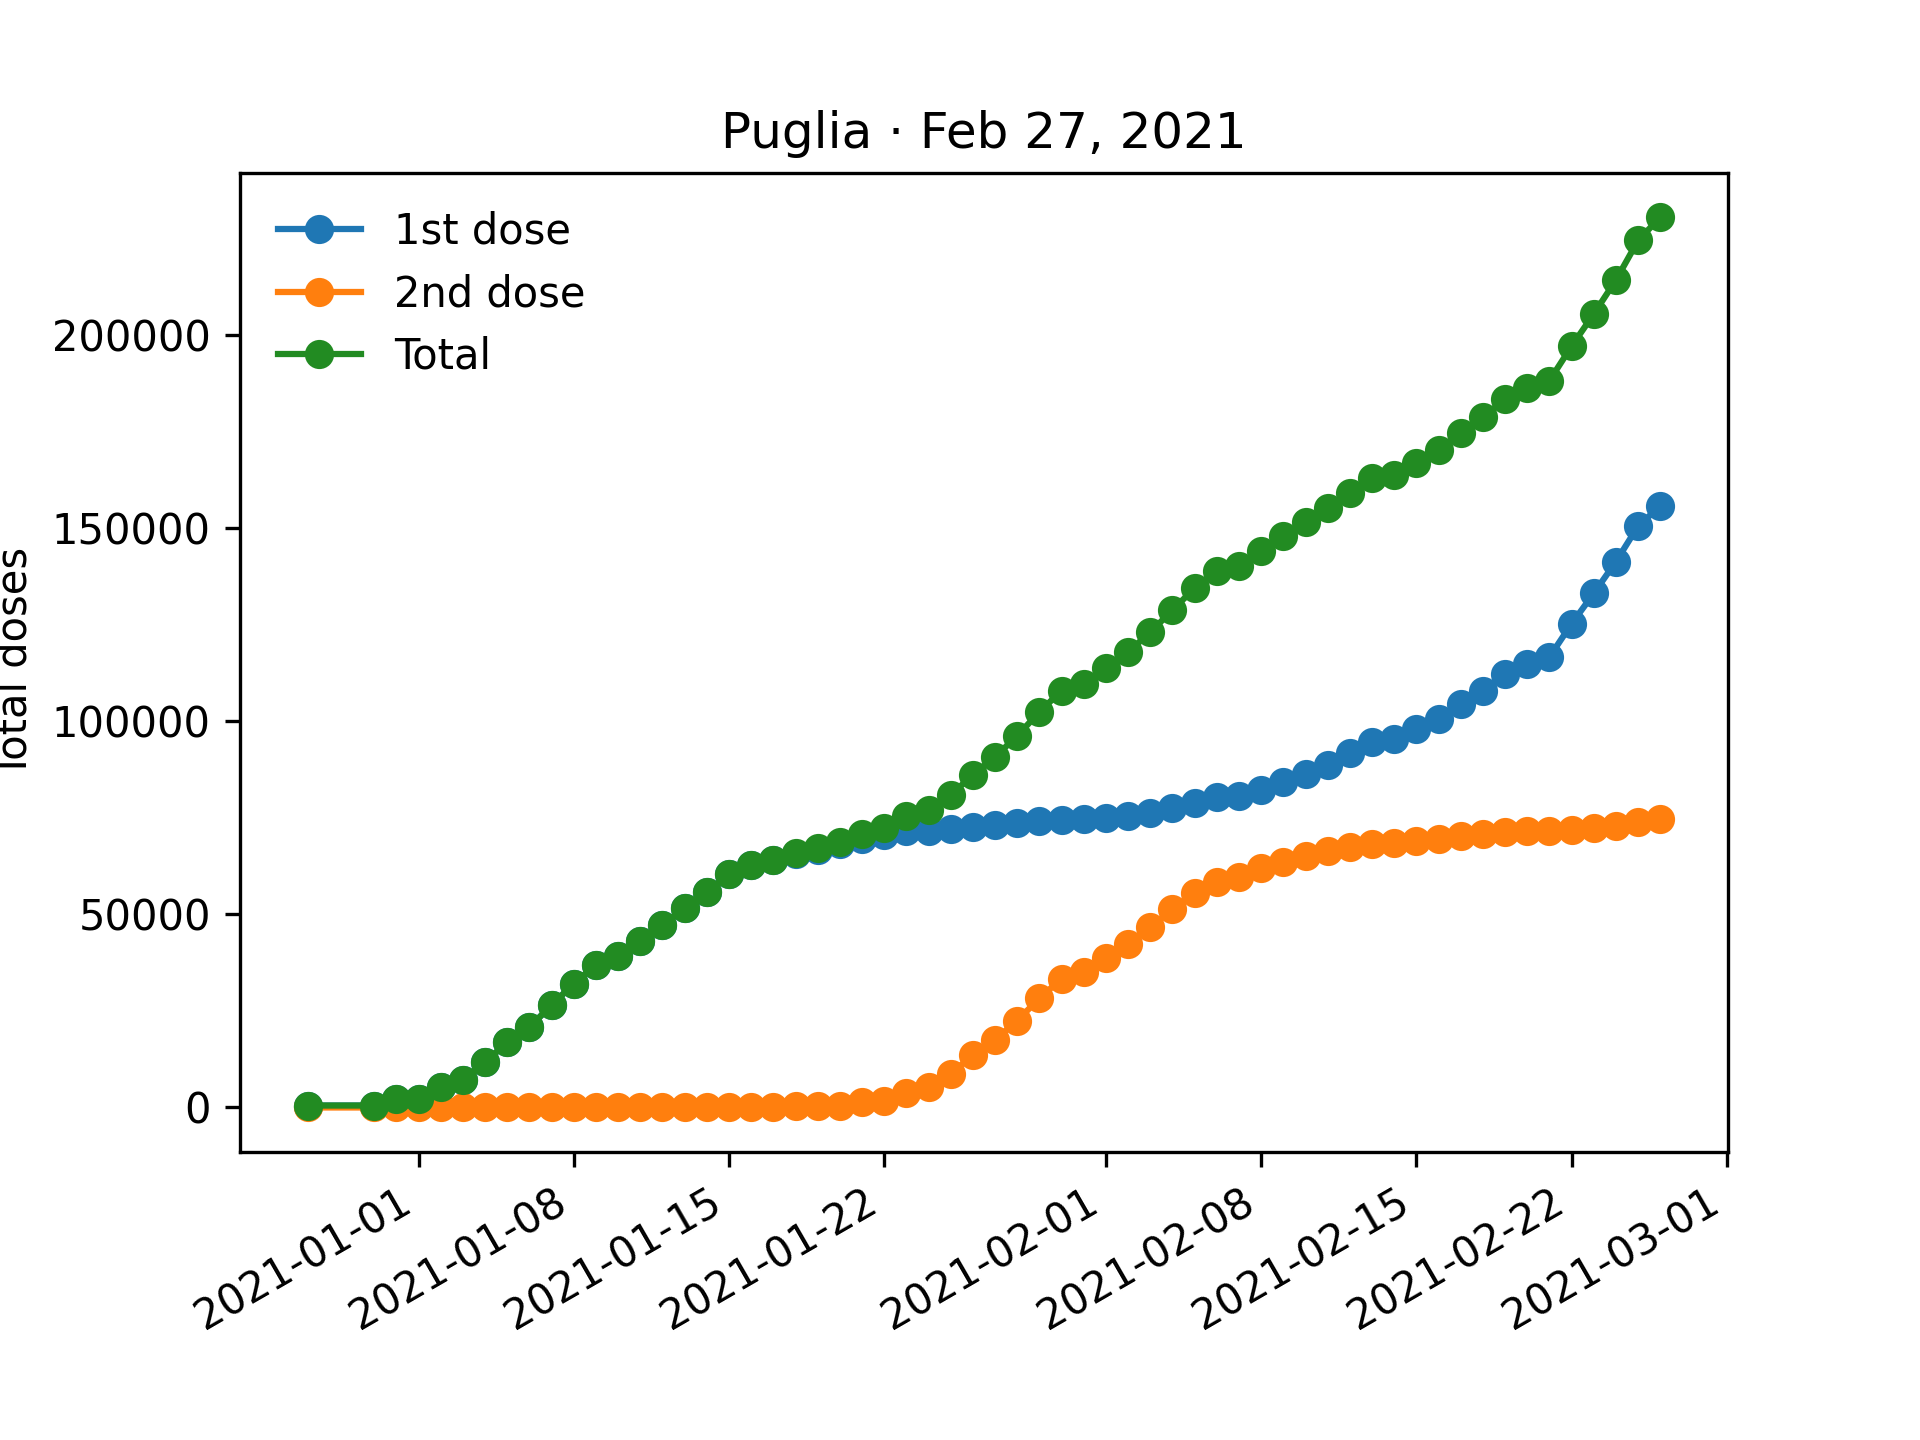 Puglia · Feb 27, 2021
1st dose
2nd dose
Total
Total doses
200000
150000
100000
50000
0
2021-01-01
2021-01-08
2021-01-15
2021-01-22
2021-02-01
2021-02-08
2021-02-15
2021-02-22
2021-03-01